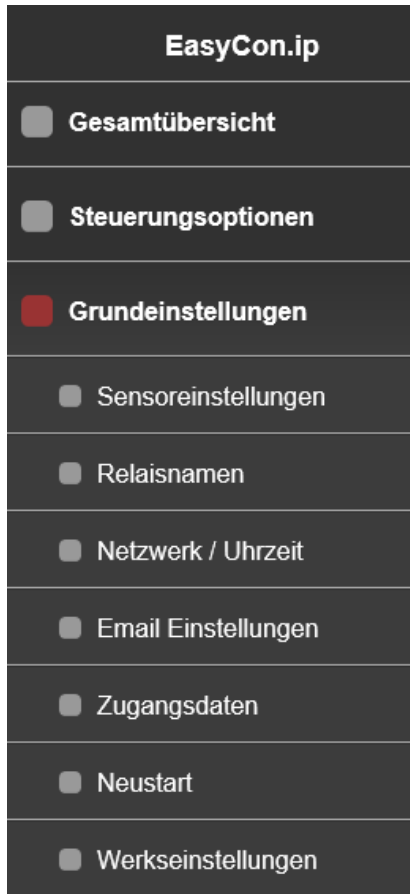 EasyCon.ip
Gesamtübersicht
Steuerungsoptionen
Grundeinstellungen
Sensoreinstellungen
Relaisnamen
Netzwerk / Uhrzeit
Email Einstellungen
Zugangsdaten
Neustart
Werkseinstellungen